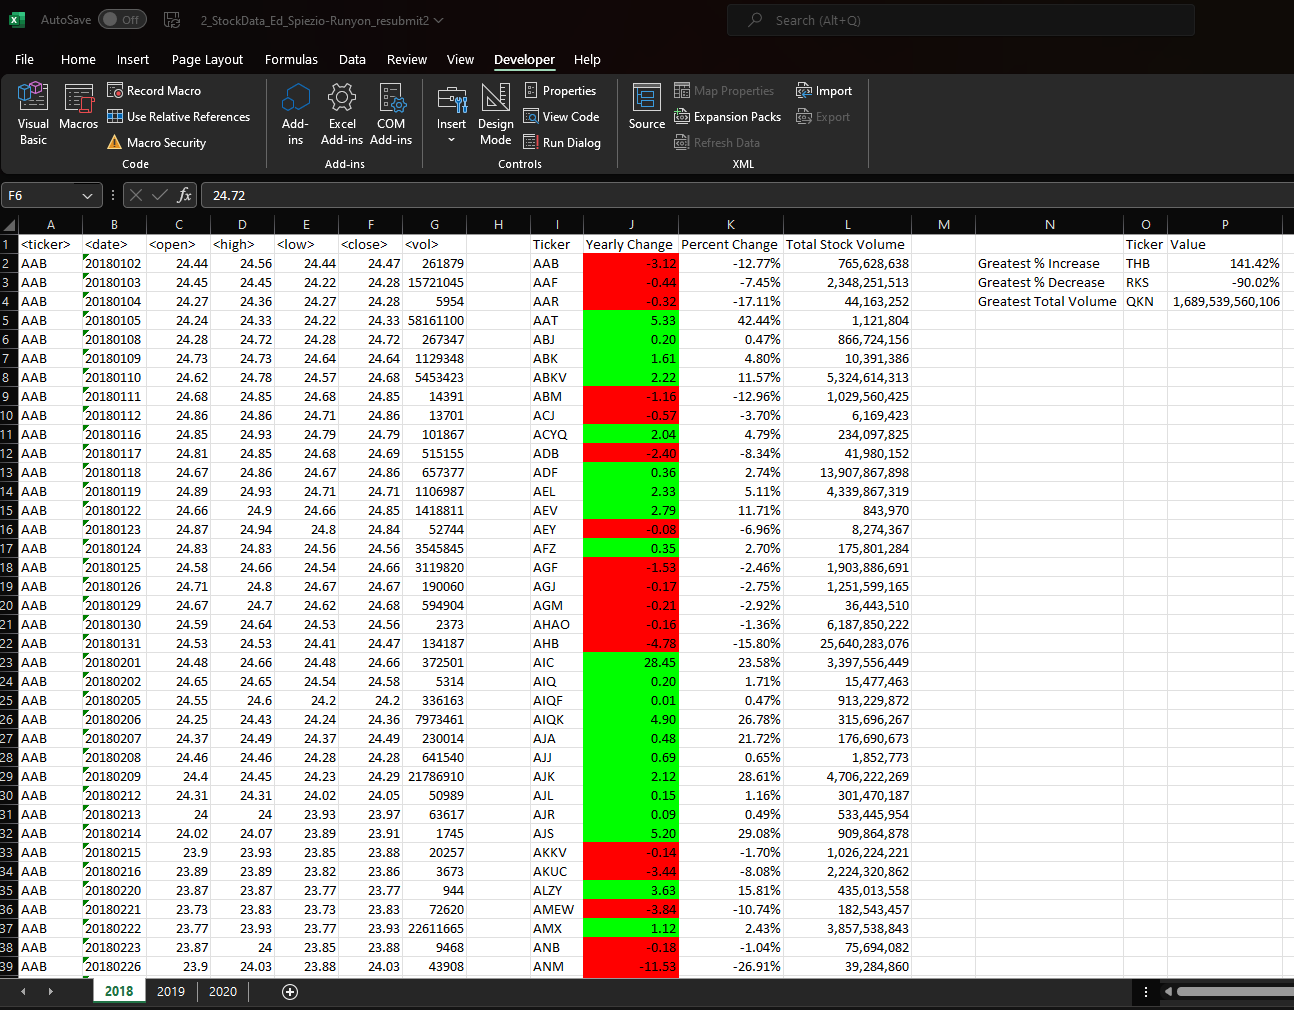 AutoSave Off 2_StockData_Ed_Spiezio-Runyon_resubmit2 Search (Alt+Q)
File Home Insert Page Layout Formulas Data Review View Developer Help
Visual Basic Macros Record Macro Use Relative References Macro Security Code
Add-ins Excel Add-ins COM Add-ins Add-ins
Insert Design Mode Properties View Code Run Dialog Controls
Source Map Properties Expansion Packs Refresh Data Import Export XML
F6 fx 24.72
A B C D E F G H I J K L M N O P
1 <ticker> <date> <open> <high> <low> <close> <vol> Ticker Yearly Change Percent Change Total Stock Volume Ticker Value
2 AAB 20180102 24.44 24.56 24.44 24.47 261879 AAB -3.12 -12.77% 765,628,638 Greatest % Increase THB 141.42%
3 AAB 20180103 24.45 24.45 24.22 24.28 15721045 AAF -0.44 -7.45% 2,348,251,513 Greatest % Decrease RKS -90.02%
4 AAB 20180104 24.27 24.36 24.27 24.28 5954 AAR -0.32 -17.11% 44,163,252 Greatest Total Volume QKN 1,689,539,560,106
5 AAB 20180105 24.24 24.33 24.22 24.33 58161100 AAT 5.33 42.44% 1,121,804
6 AAB 20180108 24.28 24.72 24.28 24.72 267347 ABJ 0.20 0.47% 866,724,156
7 AAB 20180109 24.73 24.73 24.64 24.64 1129348 ABK 1.61 4.80% 10,391,386
8 AAB 20180110 24.62 24.78 24.57 24.68 5453423 ABKV 2.22 11.57% 5,324,614,313
9 AAB 20180111 24.68 24.85 24.68 24.85 14391 ABM -1.16 -12.96% 1,029,560,425
10 AAB 20180112 24.86 24.86 24.71 24.86 13701 ACJ -0.57 -3.70% 6,169,423
11 AAB 20180116 24.85 24.93 24.79 24.79 101867 ACYQ 2.04 4.79% 234,097,825
12 AAB 20180117 24.81 24.85 24.68 24.69 515155 ADB -2.40 -8.34% 41,980,152
13 AAB 20180118 24.67 24.86 24.67 24.86 657377 ADF 0.36 2.74% 13,907,867,898
14 AAB 20180119 24.89 24.93 24.71 24.71 1106987 AEL 2.33 5.11% 4,339,867,319
15 AAB 20180122 24.66 24.9 24.66 24.85 1418811 AEV 2.79 11.71% 843,970
16 AAB 20180123 24.87 24.94 24.8 24.84 52744 AEY -0.08 -6.96% 8,274,367
17 AAB 20180124 24.83 24.83 24.56 24.56 3545845 AFZ 0.35 2.70% 175,801,284
18 AAB 20180125 24.58 24.66 24.54 24.66 3119820 AGF -1.53 -2.46% 1,903,886,691
19 AAB 20180126 24.71 24.8 24.67 24.67 190060 AGJ -0.17 -2.75% 1,251,599,165
20 AAB 20180129 24.67 24.7 24.62 24.68 594904 AGM -0.21 -2.92% 36,443,510
21 AAB 20180130 24.59 24.64 24.53 24.56 2373 AHAO -0.16 -1.36% 6,187,850,222
22 AAB 20180131 24.53 24.53 24.41 24.47 134187 AHB -4.78 -15.80% 25,640,283,076
23 AAB 20180201 24.48 24.66 24.48 24.66 372501 AIC 28.45 23.58% 3,397,556,449
24 AAB 20180202 24.65 24.65 24.54 24.58 5314 AIQ 0.20 1.71% 15,477,463
25 AAB 20180205 24.55 24.6 24.2 24.2 336163 AIQF 0.01 0.47% 913,229,872
26 AAB 20180206 24.25 24.43 24.24 24.36 7973461 AIQK 4.90 26.78% 315,696,267
27 AAB 20180207 24.37 24.49 24.37 24.49 230014 AJA 0.48 21.72% 176,690,673
28 AAB 20180208 24.46 24.46 24.28 24.28 641540 AJJ 0.69 0.65% 1,852,773
29 AAB 20180209 24.4 24.45 24.23 24.29 21786910 AJK 2.12 28.61% 4,706,222,269
30 AAB 20180212 24.31 24.31 24.02 24.05 50989 AJL 0.15 1.16% 301,470,187
31 AAB 20180213 24 24 23.93 23.97 63617 AJR 0.09 0.49% 533,445,954
32 AAB 20180214 24.02 24.07 23.89 23.91 1745 AJS 5.20 29.08% 909,864,878
33 AAB 20180215 23.9 23.93 23.85 23.88 20257 AKKV -0.14 -1.70% 1,026,224,221
34 AAB 20180216 23.89 23.89 23.82 23.86 3673 AKUC -3.44 -8.08% 2,224,320,862
35 AAB 20180220 23.87 23.87 23.77 23.77 944 ALZY 3.63 15.81% 435,013,558
36 AAB 20180221 23.73 23.83 23.73 23.83 72620 AMEW -3.84 -10.74% 182,543,457
37 AAB 20180222 23.77 23.93 23.77 23.93 22611665 AMX 1.12 2.43% 3,857,538,843
38 AAB 20180223 23.87 24 23.85 23.88 9468 ANB -0.18 -1.04% 75,694,082
39 AAB 20180226 23.9 24.03 23.88 24.03 43908 ANM -11.53 -26.91% 39,284,860
2018 2019 2020